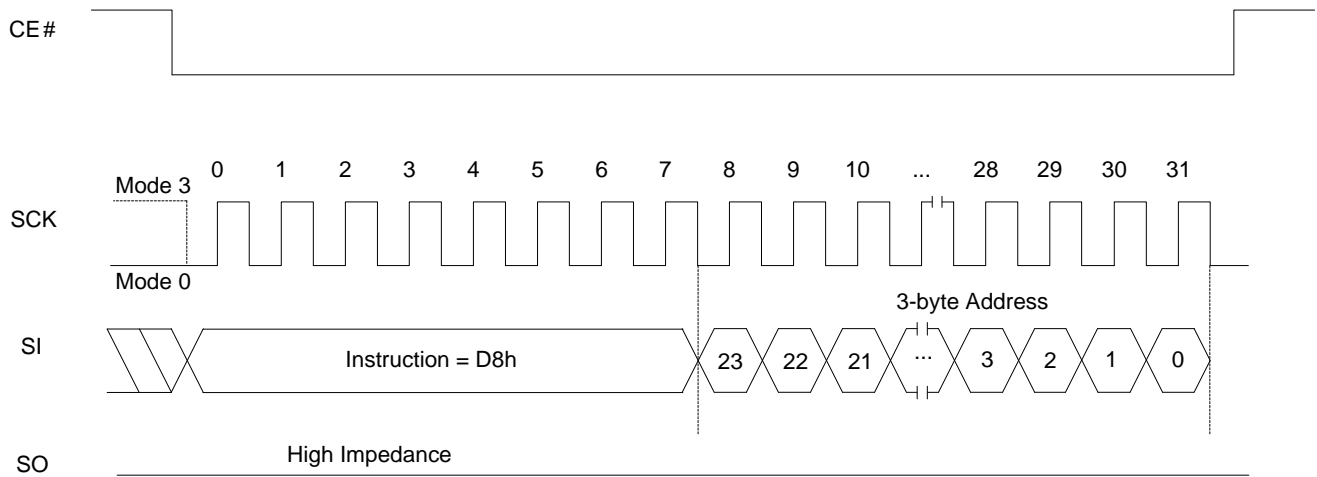 CE#
0 1 2 3 4 5 6 7 8 9 10 ... 28 29 30 31
Mode 3
SCK
Mode 0
3-byte Address
SI
Instruction = D8h
23 22 21 ... 3 2 1 0
High Impedance
SO